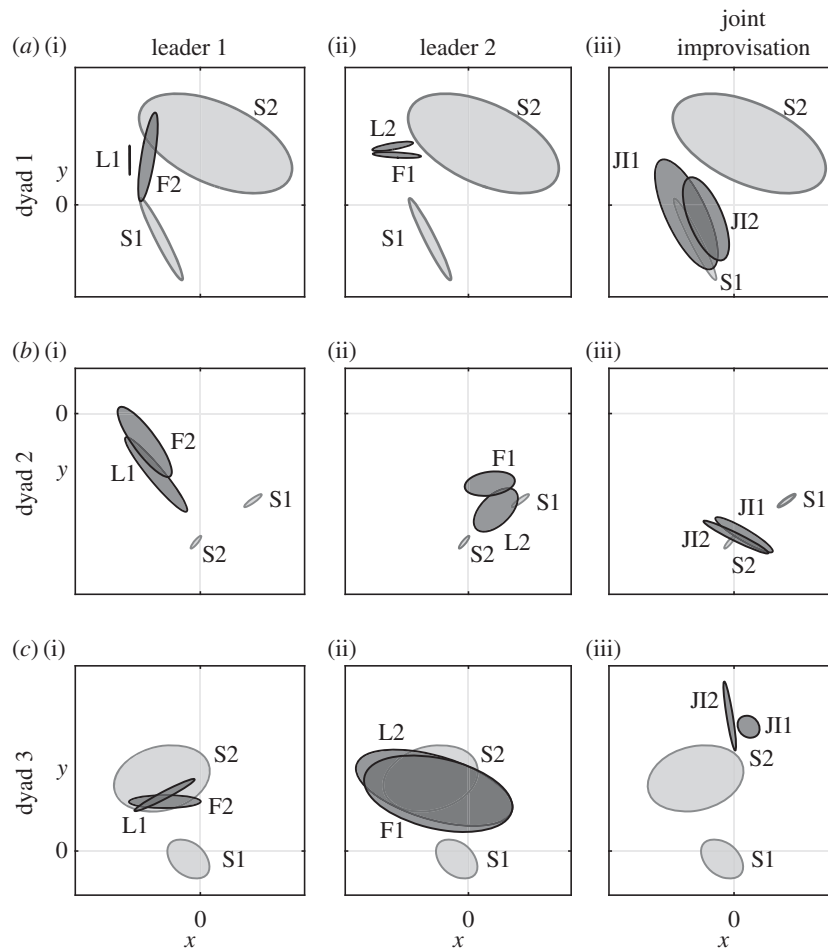 (a) (i) leader 1
(ii) leader 2
(iii) joint
improvisation
dyad 1
y
0
L1
F2
S2
S1
L2
F1
S2
S1
JI1
S2
JI2
S1
(b) (i)
(ii)
(iii)
dyad 2
y
0
F2
L1
S1
S2
F1
S1
L2
S2
S1
JI1
JI2
S2
(c) (i)
(ii)
(iii)
dyad 3
y
0
S2
F2
L1
S1
L2
S2
F1
S1
JI2
JI1
S2
S1
0
x
0
x
0
x